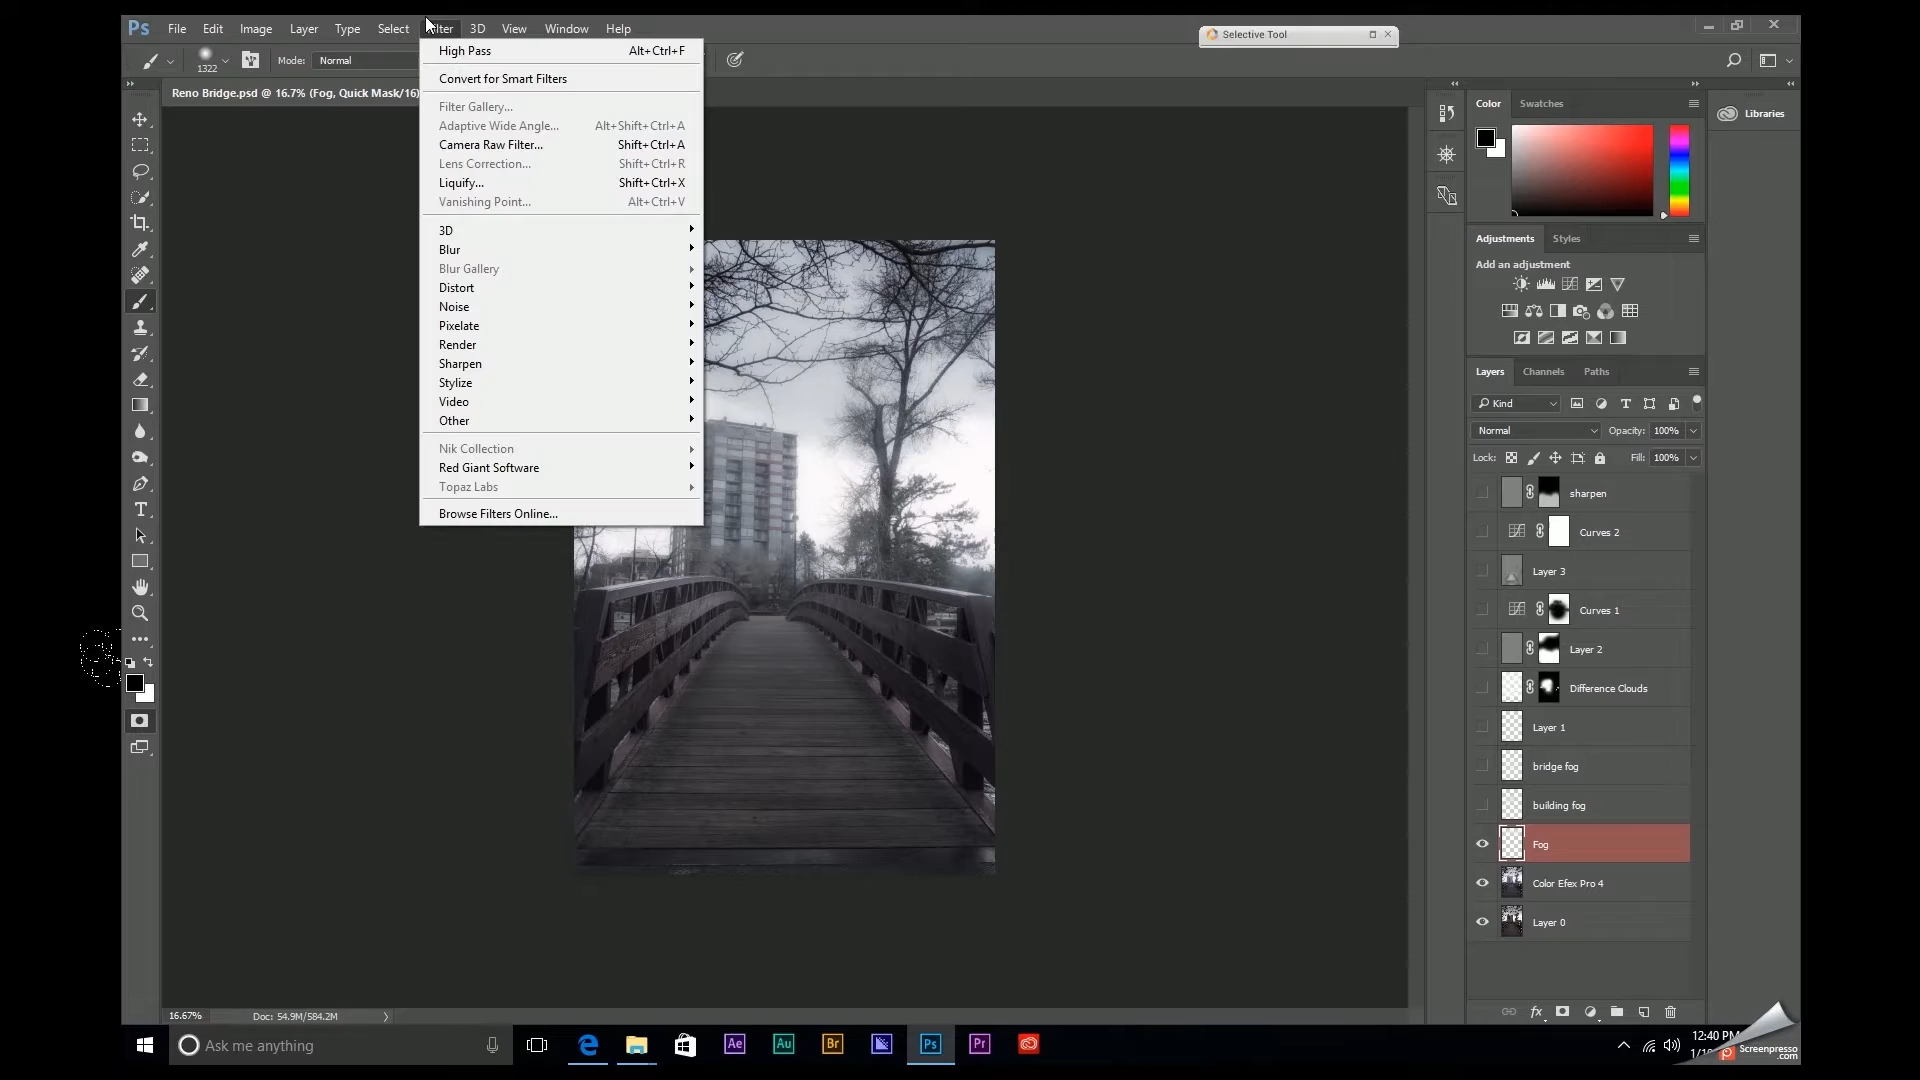 Ps File Edit Image Layer Type Select Filter 3D View Window Help
Selective Tool
1322 Mode: Normal
Reno Bridge.psd @ 16.7% (Fog, Quick Mask/16)
High Pass Alt+Ctrl+F
Convert for Smart Filters
Filter Gallery...
Adaptive Wide Angle... Alt+Shift+Ctrl+A
Camera Raw Filter... Shift+Ctrl+A
Lens Correction... Shift+Ctrl+R
Liquify... Shift+Ctrl+X
Vanishing Point... Alt+Ctrl+V
3D
Blur
Blur Gallery
Distort
Noise
Pixelate
Render
Sharpen
Stylize
Video
Other
Nik Collection
Red Giant Software
Topaz Labs
Browse Filters Online...
Color Swatches
Libraries
Adjustments Styles
Add an adjustment
Layers Channels Paths
Kind
Normal Opacity: 100%
Lock: Fill: 100%
sharpen
Curves 2
Layer 3
Curves 1
Layer 2
Difference Clouds
Layer 1
bridge fog
building fog
Fog
Color Efex Pro 4
Layer 0
fx
16.67% Doc: 54.9M/584.2M
Ask me anything
Ae Au Br Ps Pr
12:40 PM
Screenpresso
.com